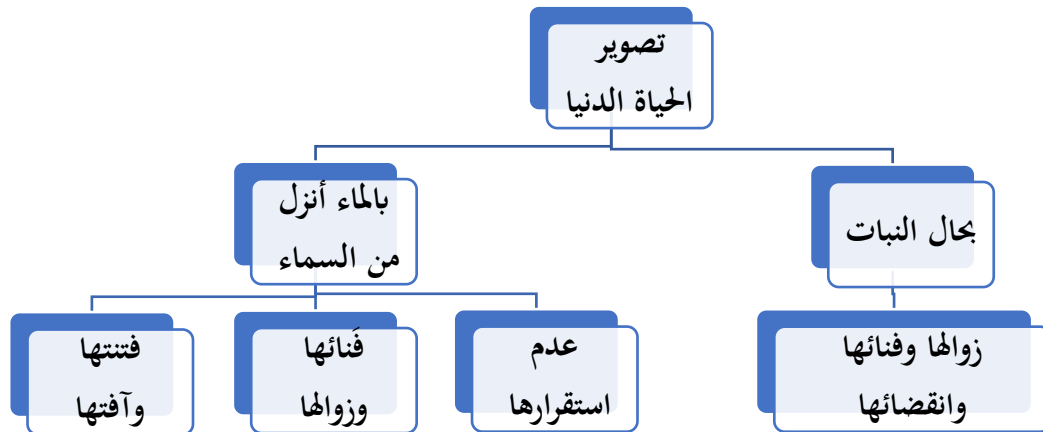 تصوير
الحياة الدنيا
بحال النبات
بالماء أنزل
من السماء
زوالها وفنائها
وانقضائها
عدم
استقرارها
فَنائها
وزوالها
فتنتها
وآفتها